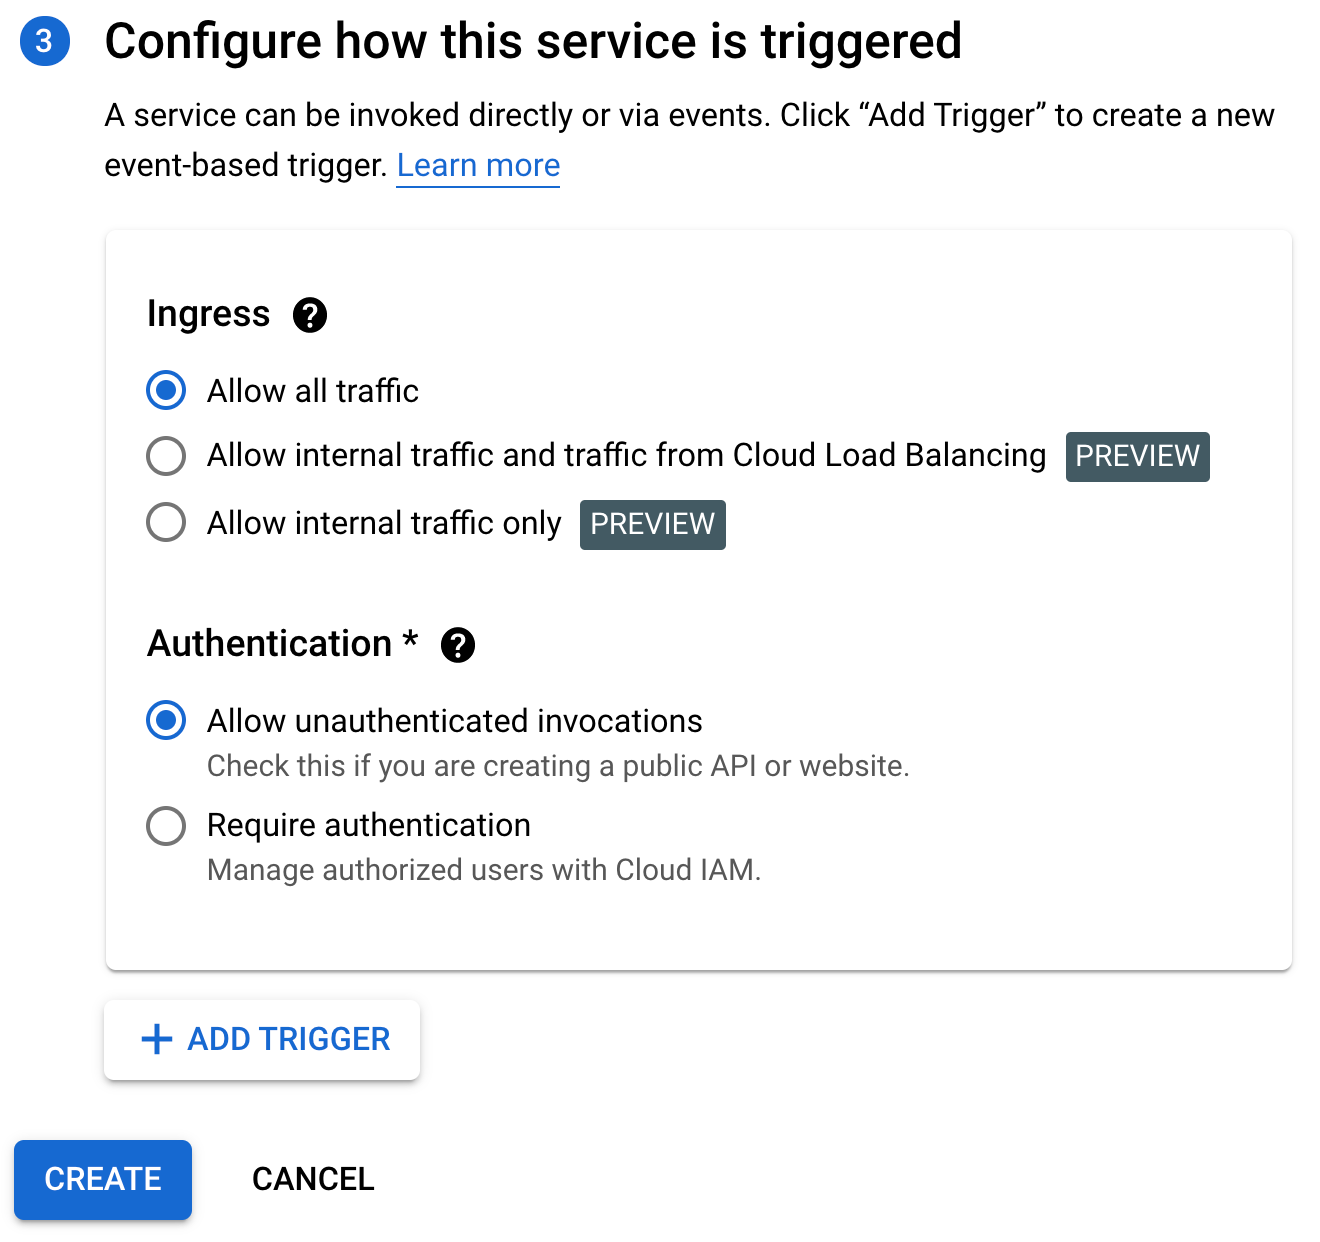 3 Configure how this service is triggered
A service can be invoked directly or via events. Click “Add Trigger” to create a new
event-based trigger. Learn more
Ingress ?
Allow all traffic
Allow internal traffic and traffic from Cloud Load Balancing PREVIEW
Allow internal traffic only PREVIEW
Authentication * ?
Allow unauthenticated invocations
Check this if you are creating a public API or website.
Require authentication
Manage authorized users with Cloud IAM.
+ ADD TRIGGER
CREATE CANCEL